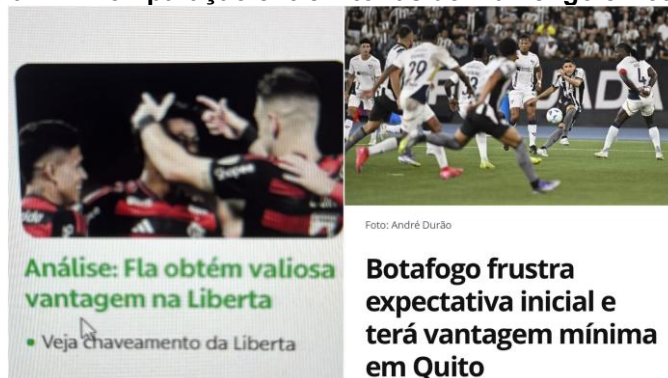 Análise: Fla obtém valiosa
vantagem na Liberta
Veja chaveamento da Liberta
Foto: André Durão
Botafogo frustra
expectativa inicial e
terá vantagem mínima
em Quito